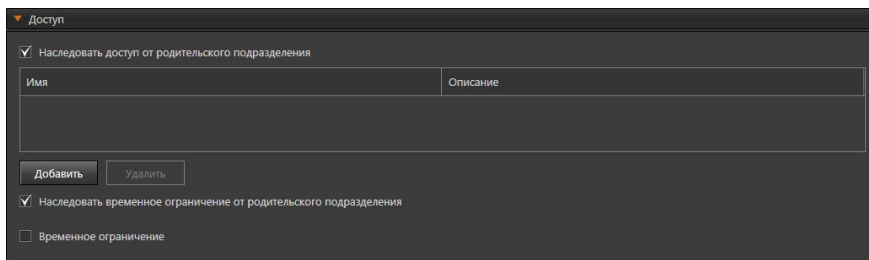 Доступ
Наследовать доступ от родительского подразделения
Имя Описание
Добавить Удалить
Наследовать временное ограничение от родительского подразделения
Временное ограничение